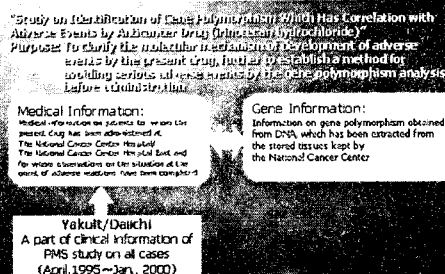 "Study on Identification of Gene Polymorphism Which Has Correlation with
Adverse Events by Anticancer Drug (Irinotecan hydrochloride)"
Purpose: To clarify the molecular mechanism of development of adverse
events by the present drug, further to establish a method for
avoiding serious adverse events by the gene polymorphism analysis
before administration
Medical Information:
Medical information on patients to whom the
present drug has been administered at
The National Cancer Center Hospital/
The National Cancer Center Hospital East and
for whom observations on the situation at the
onset of adverse reactions have been completed
Gene Information:
Information on gene polymorphism obtained
from DNA, which has been extracted from
the stored tissues kept by
the National Cancer Center
Yakult/Daiichi
A part of clinical information of
PMS study on all cases
(April, 1995~Jan., 2000)